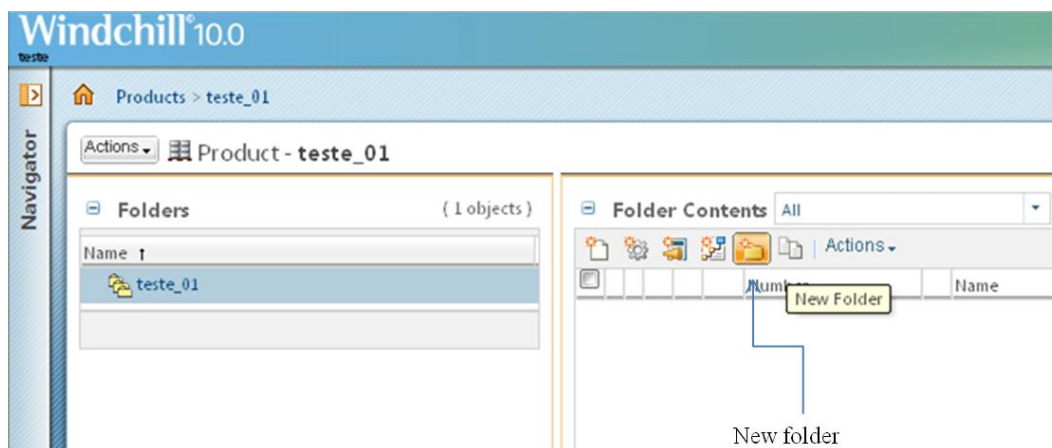 Windchill® 10.0
teste
Products > teste_01
Navigator
Actions
Product - teste_01
Folders ( 1 objects )
Folder Contents All
Name
Actions
teste_01
Name
New Folder
New folder